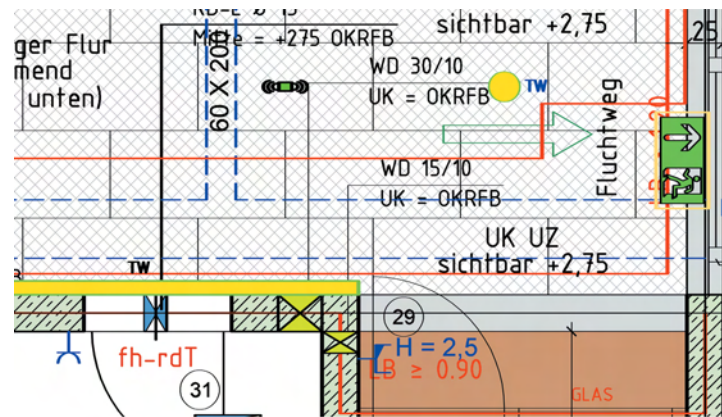 sichtbar +2,75
ger Flur
mend
unten)
= +275 OKRFB
60 X 200
WD 30/10
UK = OKRFB
TW
25
Fluchtweg
WD 15/10
UK = OKRFB
UK UZ
sichtbar +2,75
TW
29
H = 2,5
LB ≥ 0.90
fh-rdT
31
GLAS